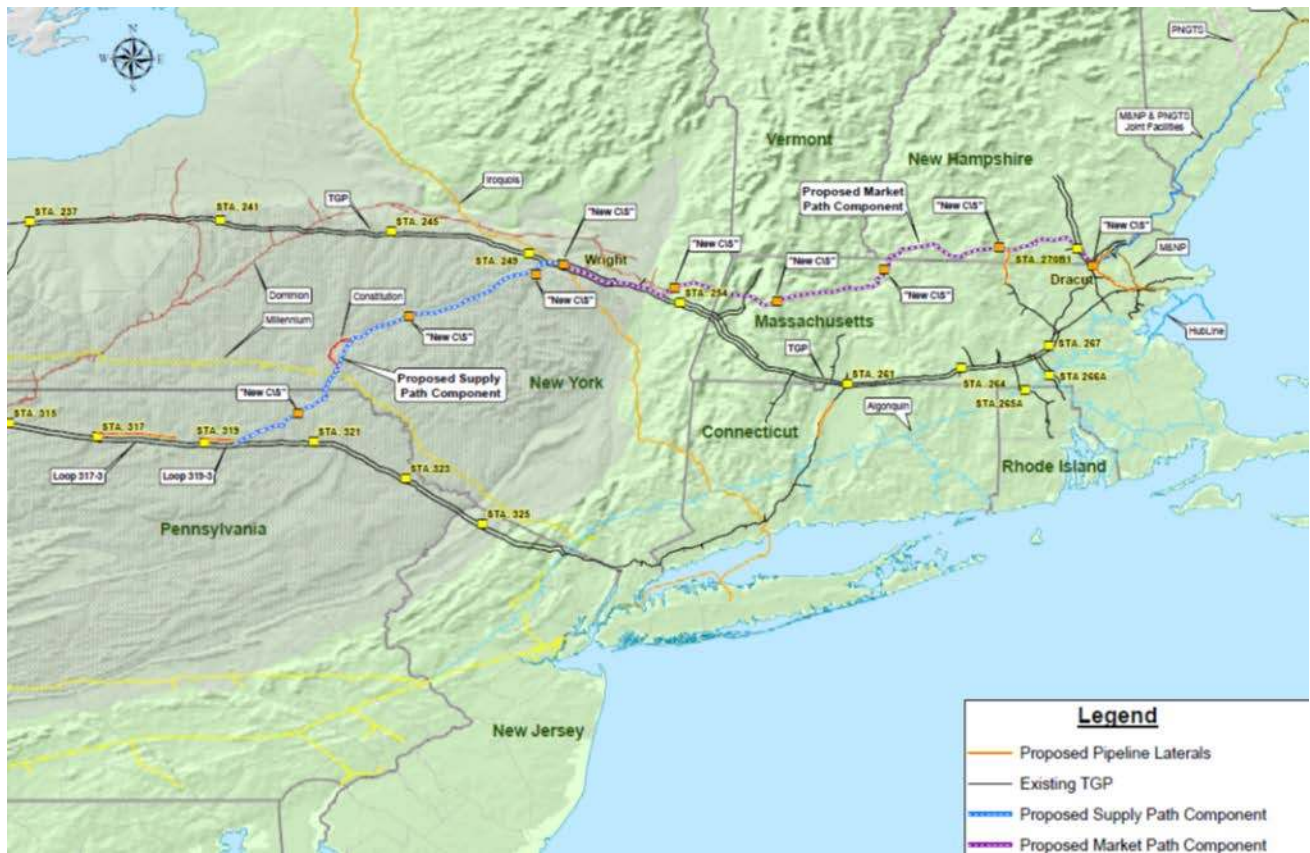 N
W
E
S
PNGTS
M&NP & PNGTS
Joint Facilities
Vermont
New Hampshire
Iroquois
Proposed Market
Path Component
STA. 237
STA. 241
TGP
STA. 245
"New C\S"
"New C\S"
"New C\S"
"New C\S"
STA. 249
Wright
"New C\S"
STA. 270B1
M&NP
Dracut
Dominion
Constitution
"New C\S"
STA. 254
"New C\S"
Millennium
"New C\S"
Massachusetts
HubLine
TGP
STA. 267
Proposed Supply
Path Component
New York
"New C\S"
STA. 261
STA. 264
STA. 266A
STA. 265A
STA. 315
STA. 317
STA. 319
STA. 321
Algonquin
Connecticut
Loop 317-3
Loop 319-3
STA. 323
Rhode Island
STA. 325
Pennsylvania
New Jersey
Legend
Proposed Pipeline Laterals
Existing TGP
Proposed Supply Path Component
Proposed Market Path Component